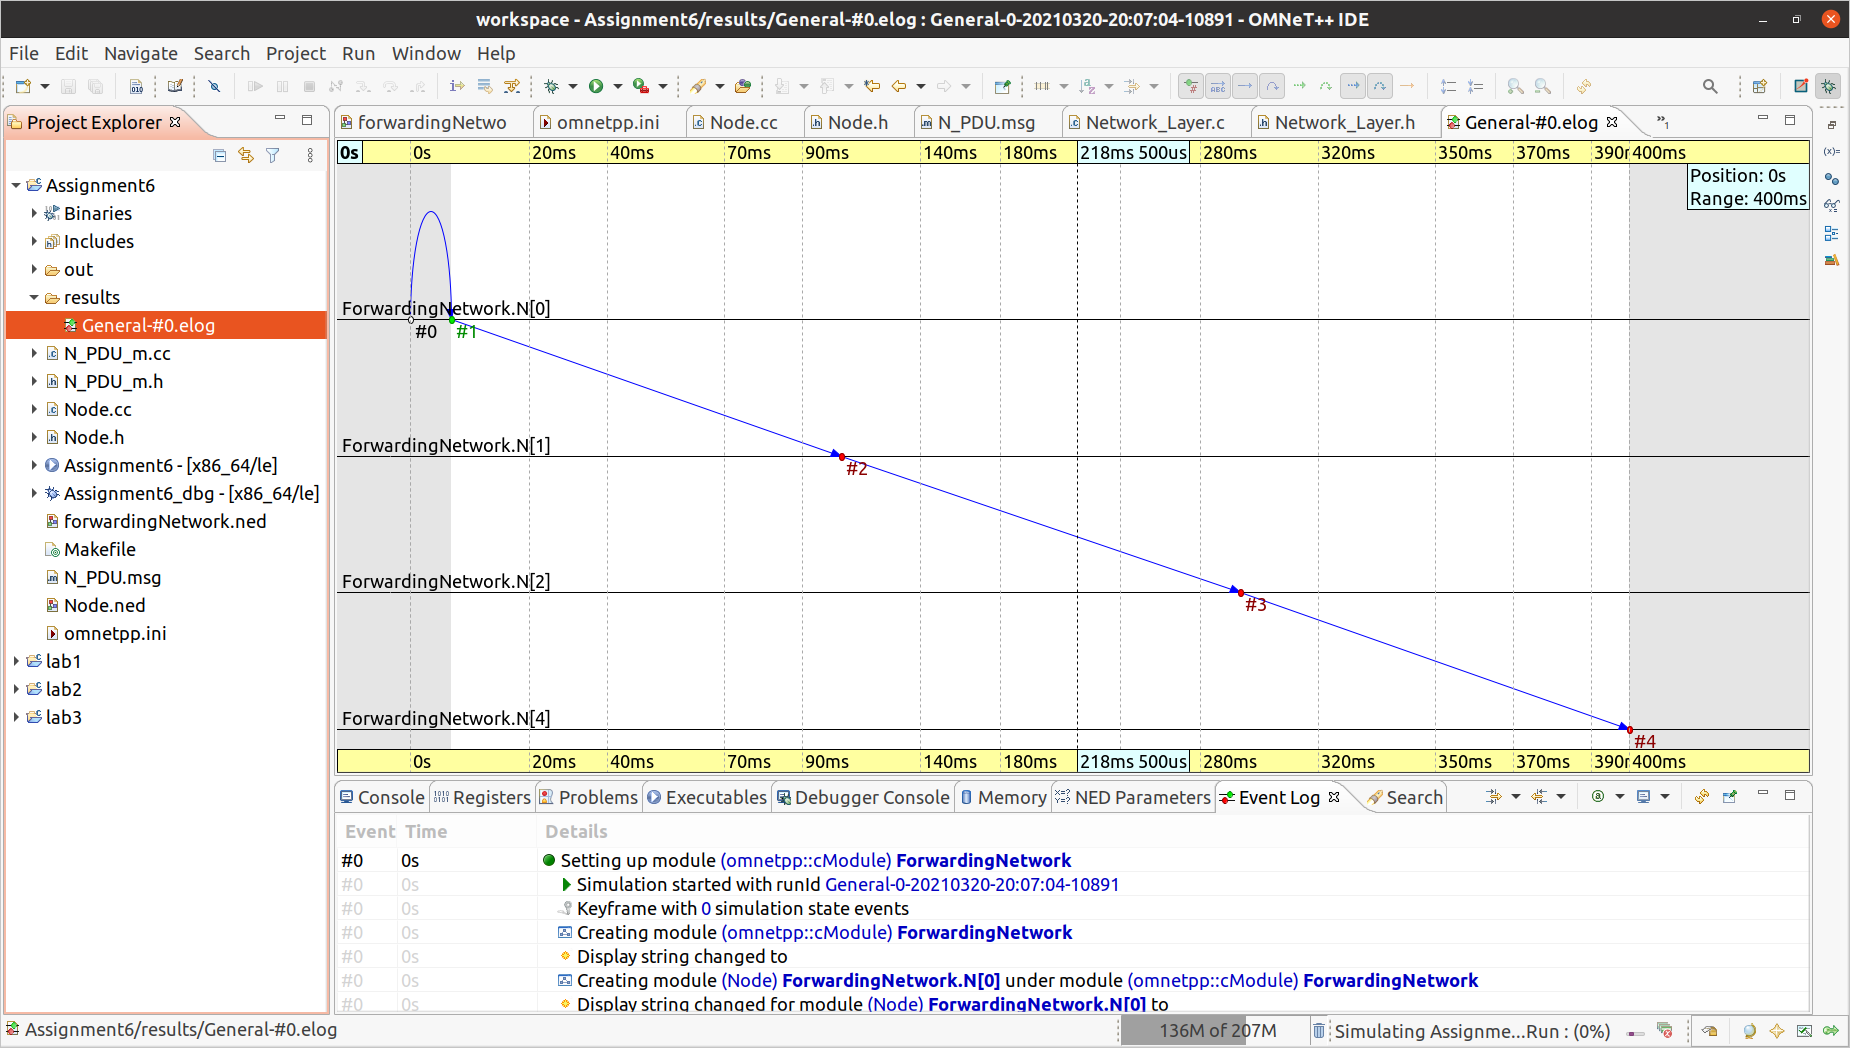 workspace - Assignment6/results/General-#0.elog : General-0-20210320-20:07:04-10891 - OMNeT++ IDE
File Edit Navigate Search Project Run Window Help
Project Explorer
forwardingNetwo
omnetpp.ini
Node.cc
Node.h
N_PDU.msg
Network_Layer.c
Network_Layer.h
General-#0.elog
»1
Assignment6
Binaries
Includes
out
results
General-#0.elog
N_PDU_m.cc
N_PDU_m.h
Node.cc
Node.h
Assignment6 - [x86_64/le]
Assignment6_dbg - [x86_64/le]
forwardingNetwork.ned
Makefile
N_PDU.msg
Node.ned
omnetpp.ini
lab1
lab2
lab3
0s 0s 20ms 40ms 70ms 90ms 140ms 180ms 218ms 500us 280ms 320ms 350ms 370ms 390m 400ms
Position: 0s
Range: 400ms
ForwardingNetwork.N[0]
#0 #1
ForwardingNetwork.N[1]
#2
ForwardingNetwork.N[2]
#3
ForwardingNetwork.N[4]
#4
0s 20ms 40ms 70ms 90ms 140ms 180ms 218ms 500us 280ms 320ms 350ms 370ms 390m 400ms
Console Registers Problems Executables Debugger Console Memory NED Parameters Event Log Search
Event Time Details
#0 0s Setting up module (omnetpp::cModule) ForwardingNetwork
#0 0s Simulation started with runId General-0-20210320-20:07:04-10891
#0 0s Keyframe with 0 simulation state events
#0 0s Creating module (omnetpp::cModule) ForwardingNetwork
#0 0s Display string changed to
#0 0s Creating module (Node) ForwardingNetwork.N[0] under module (omnetpp::cModule) ForwardingNetwork
#0 0s Display string changed for module (Node) ForwardingNetwork.N[0] to
Assignment6/results/General-#0.elog
136M of 207M
Simulating Assignme...Run : (0%)